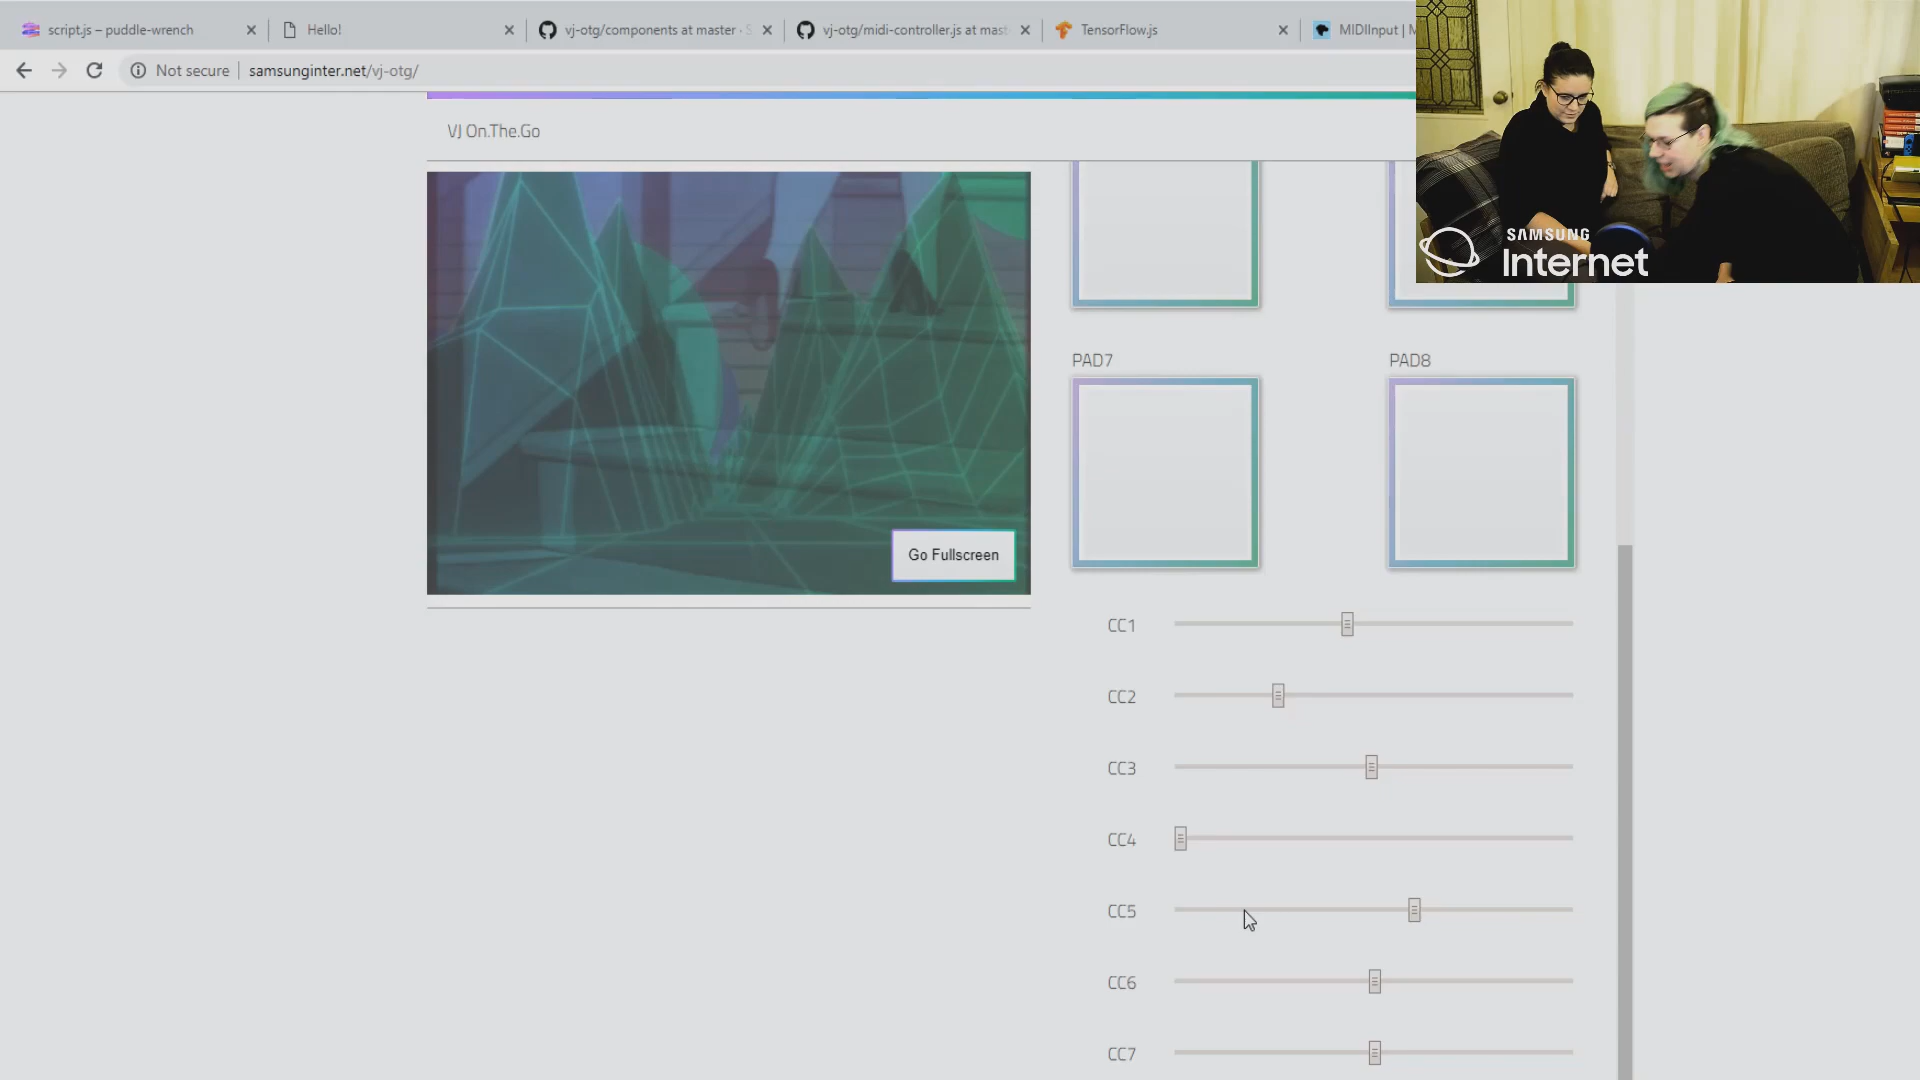 script.js – puddle-wrench
Hello!
vj-otg/components at master · S
vj-otg/midi-controller.js at mast
TensorFlow.js
MIDIInput | M
Not secure
samsunginter.net/vj-otg/
SAMSUNG
Internet
VJ On.The.Go
Go Fullscreen
PAD7
PAD8
CC1
CC2
CC3
CC4
CC5
CC6
CC7